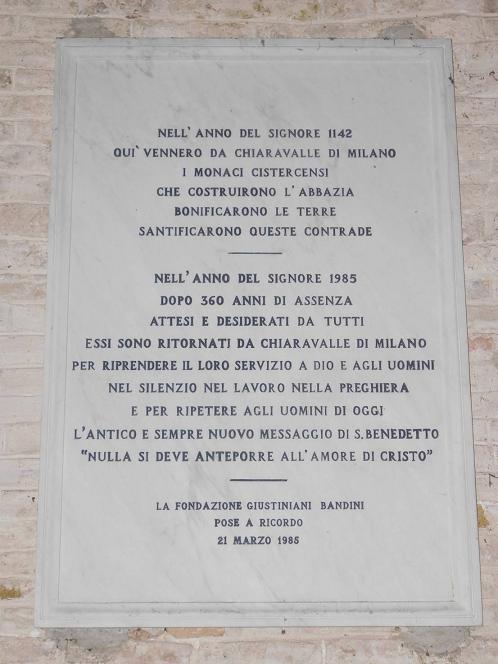 NELL'ANNO DEL SIGNORE 1142
QUI' VENNERO DA CHIARAVALLE DI MILANO
I MONACI CISTERCENSI
CHE COSTRUIRONO L'ABBAZIA
BONIFICARONO LE TERRE
SANTIFICARONO QUESTE CONTRADE
NELL'ANNO DEL SIGNORE 1985
DOPO 360 ANNI DI ASSENZA
ATTESI E DESIDERATI DA TUTTI
ESSI SONO RITORNATI DA CHIARAVALLE DI MILANO
PER RIPRENDERE IL LORO SERVIZIO A DIO E AGLI UOMINI
NEL SILENZIO NEL LAVORO NELLA PREGHIERA
E PER RIPETERE AGLI UOMINI DI OGGI
L'ANTICO E SEMPRE NUOVO MESSAGGIO DI S. BENEDETTO
"NULLA SI DEVE ANTEPORRE ALL'AMORE DI CRISTO"
LA FONDAZIONE GIUSTINIANI BANDINI
POSE A RICORDO
21 MARZO 1985